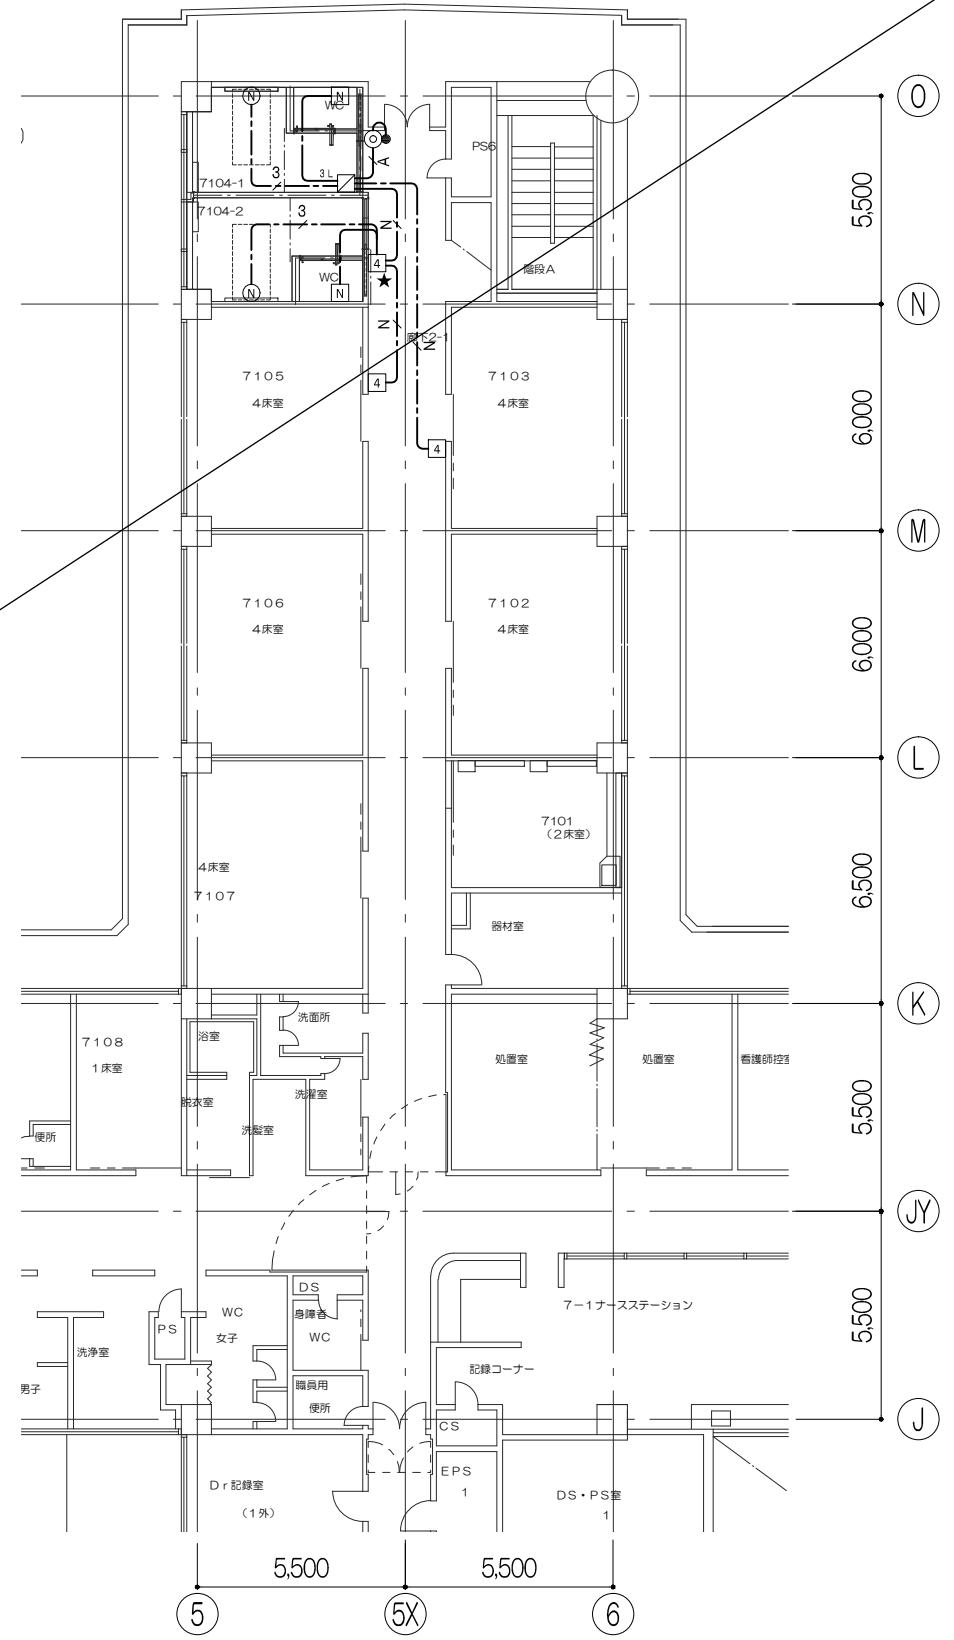 O
N
WC
A
PS6
5,500
3
3L
7104-1
7104-2
3
N
4
WC
階段A
N
N
N
N
廊下2-1
N
7105
4床室
7103
4床室
4
4
6,000
M
7106
4床室
7102
4床室
6,000
L
7101
(2床室)
4床室
7107
6,500
器材室
K
洗面所
浴室
7108
1床室
処置室
処置室
看護師控室
脱衣室
洗濯室
洗髪室
便所
5,500
JY
DS
身障者
WC
7-1ナースステーション
WC
女子
PS
洗浄室
5,500
記録コーナー
男子
職員用
便所
CS
J
EPS
1
Dr記録室
(1外)
DS・PS室
1
5,500
5,500
5
5X
6